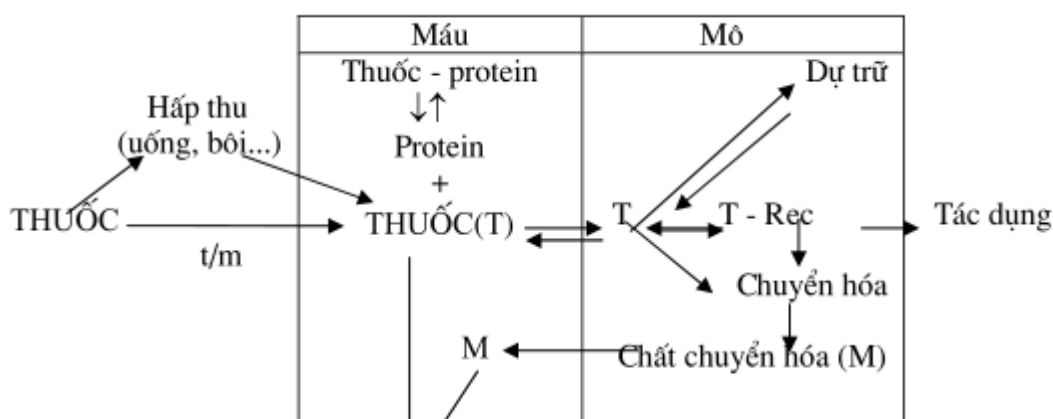 Máu
Mô
Thuốc - protein
Dự trữ
Hấp thu
(uống, bôi...)
Protein
+
THUỐC
THUỐC(T)
T
T - Rec
Tác dụng
t/m
Chuyển hóa
M
Chất chuyển hóa (M)